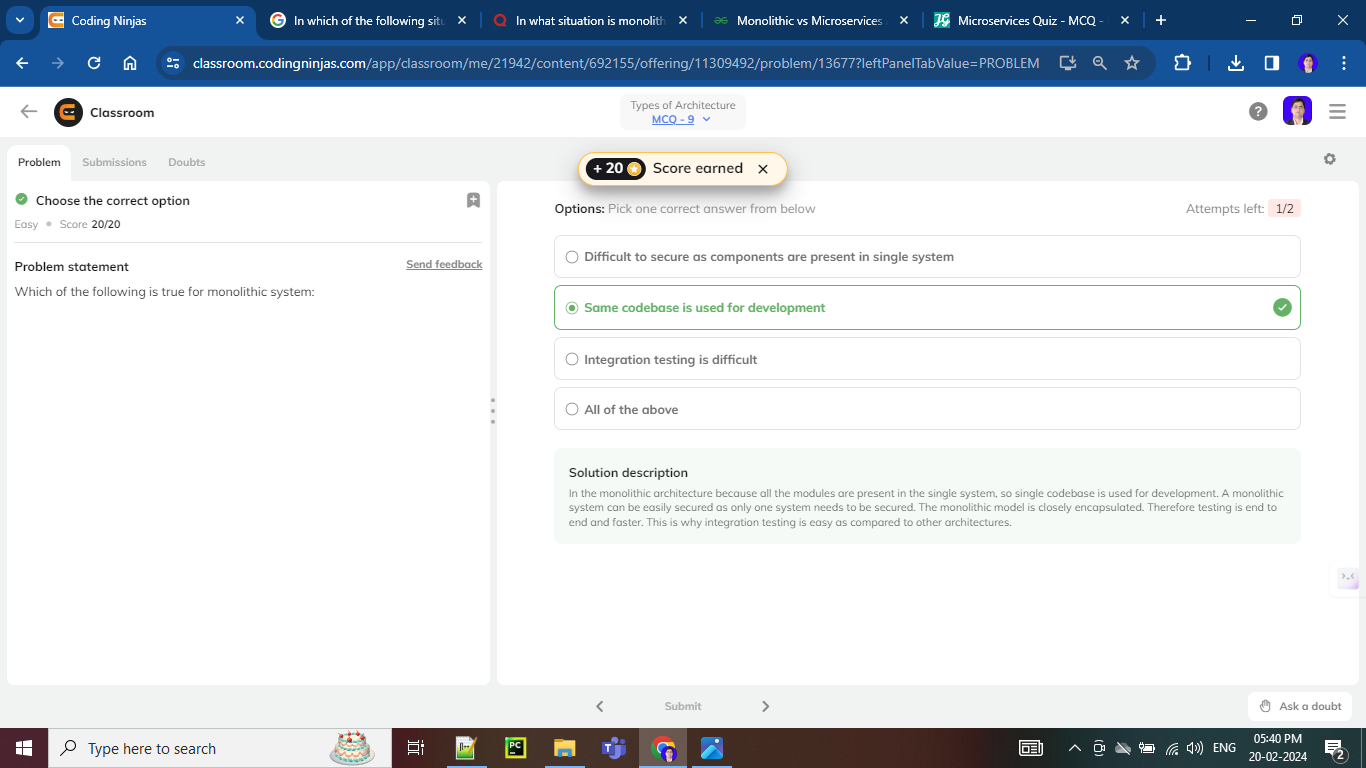 Coding Ninjas
In which of the following situ
In what situation is monolith
Monolithic vs Microservices
Microservices Quiz - MCQ -
classroom.codingninjas.com/app/classroom/me/21942/content/692155/offering/11309492/problem/13677?leftPanelTabValue=PROBLEM
Classroom
Types of Architecture
MCQ - 9
Problem
Submissions
Doubts
+ 20 Score earned
Choose the correct option
Easy Score 20/20
Problem statement
Send feedback
Which of the following is true for monolithic system:
Options: Pick one correct answer from below
Attempts left: 1/2
Difficult to secure as components are present in single system
Same codebase is used for development
Integration testing is difficult
All of the above
Solution description
In the monolithic architecture because all the modules are present in the single system, so single codebase is used for development. A monolithic
system can be easily secured as only one system needs to be secured. The monolithic model is closely encapsulated. Therefore testing is end to
end and faster. This is why integration testing is easy as compared to other architectures.
Submit
Ask a doubt
Type here to search
PC
ENG
05:40 PM
20-02-2024
2